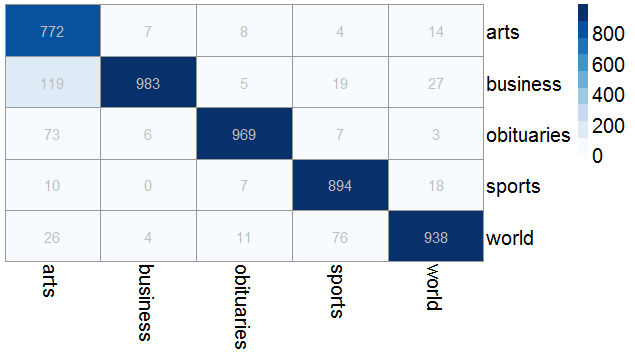 772 7 8 4 14 arts
119 983 5 19 27 business
73 6 969 7 3 obituaries
10 0 7 894 18 sports
26 4 11 76 938 world
arts business obituaries sports world
800
600
400
200
0